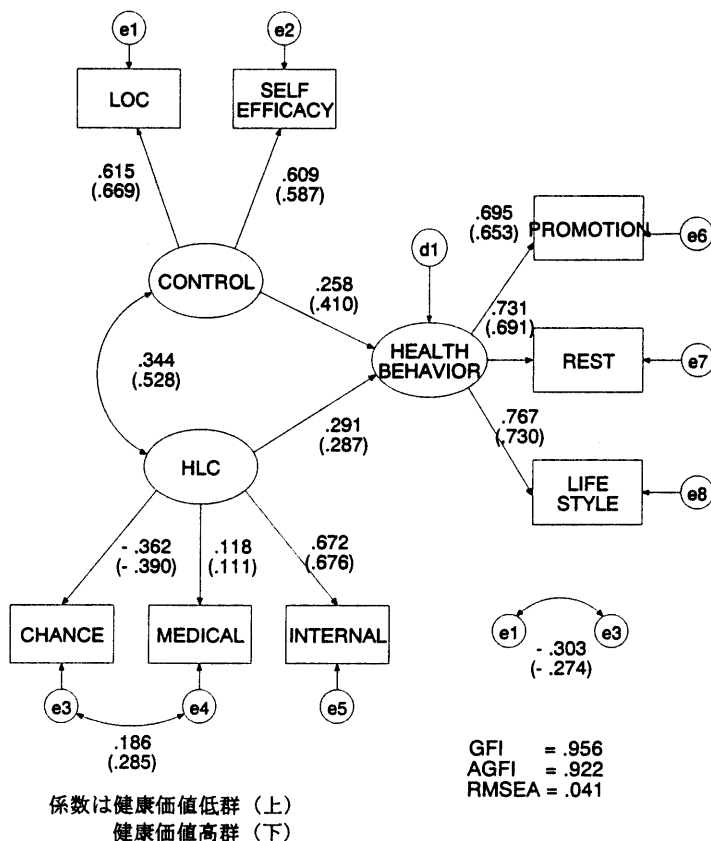 e1
e2
LOC
SELF
EFFICACY
.615
(.669)
.609
(.587)
.695
(.653)
PROMOTION
e6
d1
CONTROL
.258
(.410)
.731
(.691)
HEALTH
BEHAVIOR
REST
e7
.344
(.528)
.291
(.287)
.767
(.730)
HLC
LIFE
STYLE
e8
- .362
(- .390)
.118
(.111)
.672
(.676)
CHANCE
MEDICAL
INTERNAL
e1
e3
- .303
(- .274)
e3
e4
e5
.186
(.285)
GFI = .956
AGFI = .922
RMSEA = .041
係数は健康価値低群（上）
健康価値高群（下）